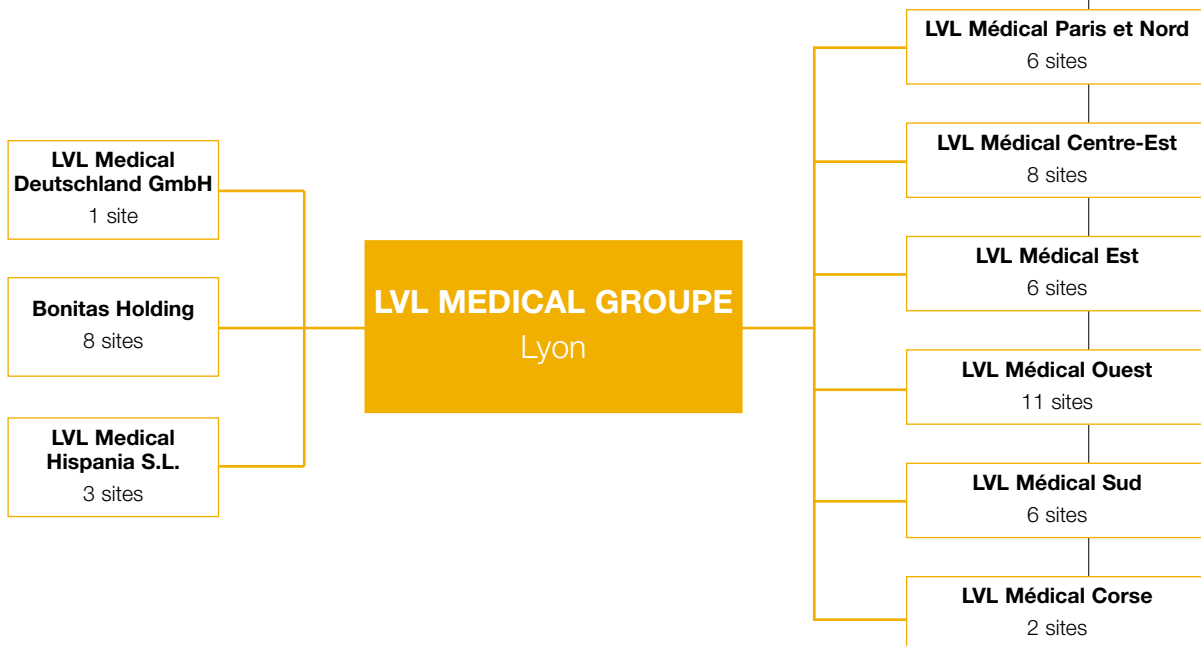 LVL Medical
Deutschland GmbH
1 site
Bonitas Holding
8 sites
LVL Medical
Hispania S.L.
3 sites
LVL MEDICAL GROUPE
Lyon
LVL Médical Paris et Nord
6 sites
LVL Médical Centre-Est
8 sites
LVL Médical Est
6 sites
LVL Médical Ouest
11 sites
LVL Médical Sud
6 sites
LVL Médical Corse
2 sites